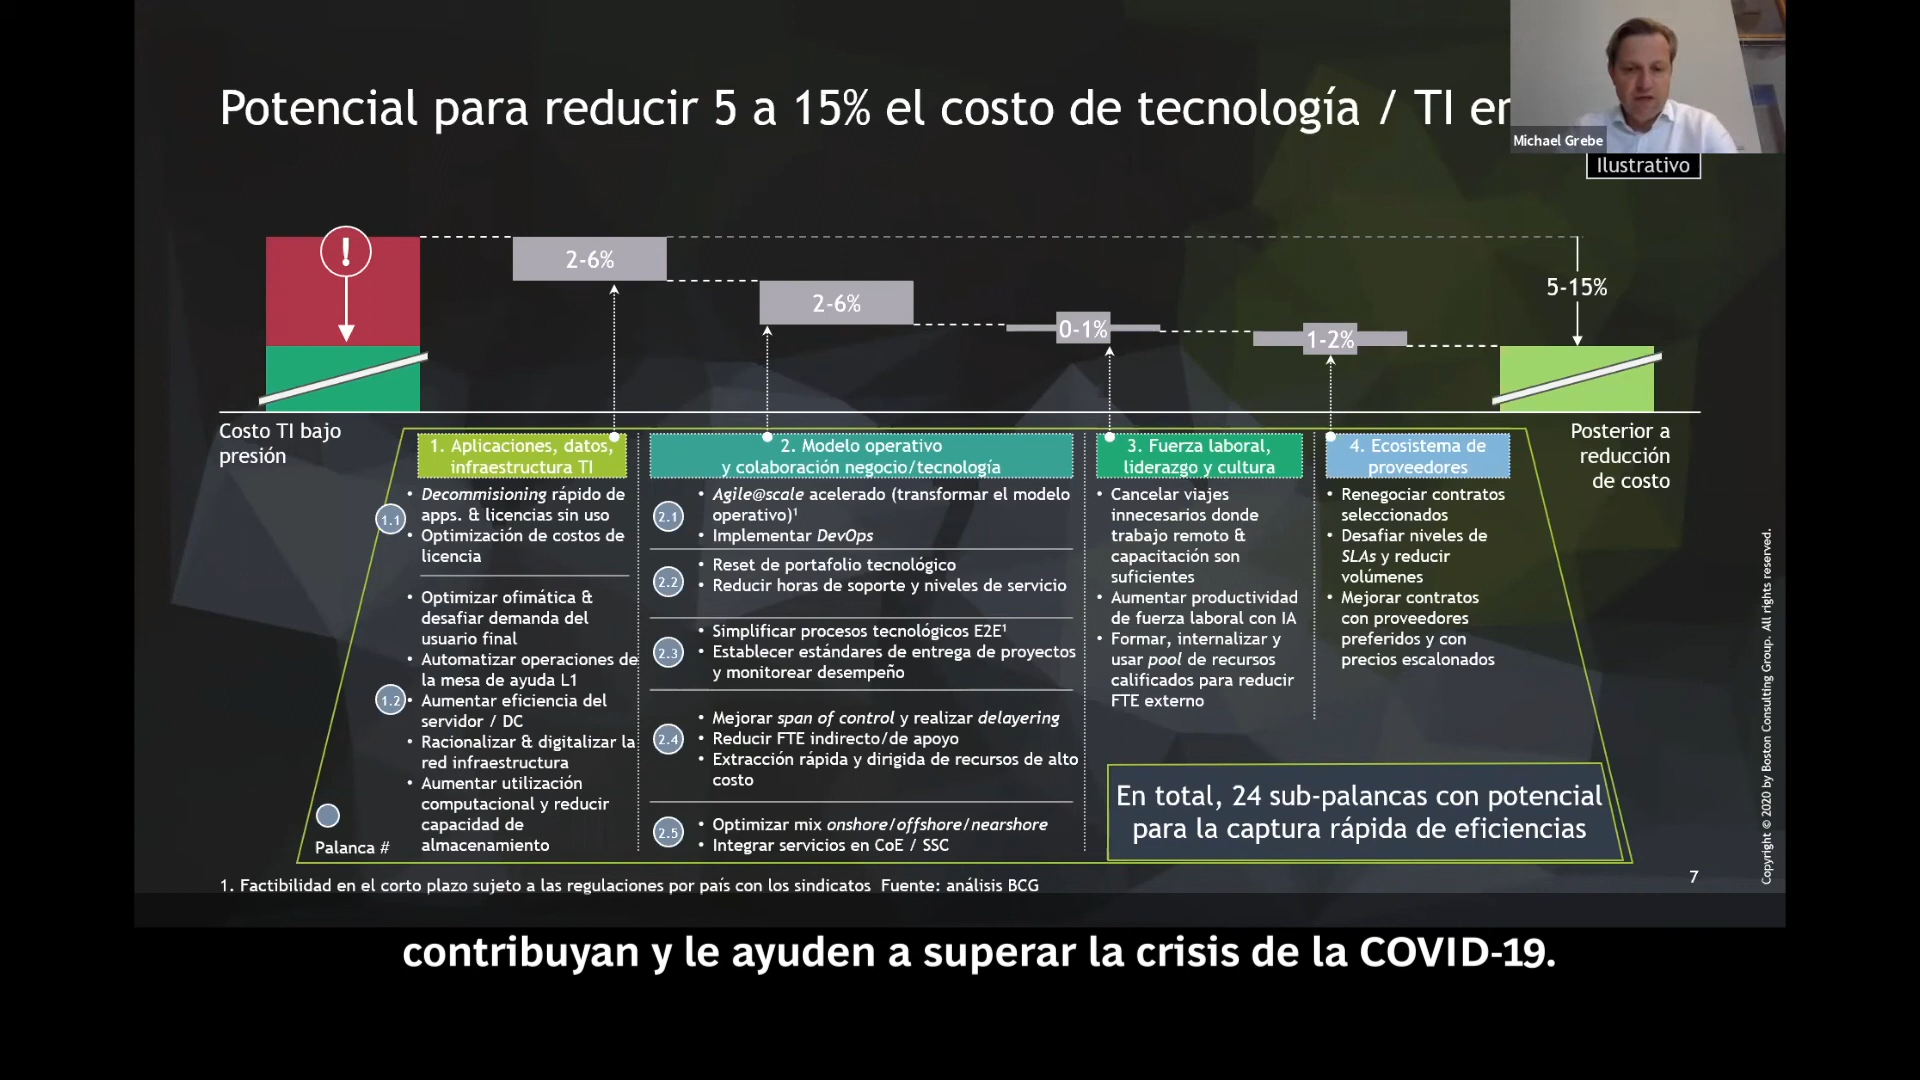 Potencial para reducir 5 a 15% el costo de tecnología / TI en
Michael Grebe
Ilustrativo
!
2-6%
2-6%
0-1%
1-2%
5-15%
Costo TI bajo
presión
Posterior a
reducción
de costo
1. Aplicaciones, datos,
infraestructura TI
1.1
• Decommisioning rápido de
apps. & licencias sin uso
• Optimización de costos de
licencia
1.2
• Optimizar ofimática &
desafiar demanda del
usuario final
• Automatizar operaciones de
la mesa de ayuda L1
• Aumentar eficiencia del
servidor / DC
• Racionalizar & digitalizar la
red infraestructura
• Aumentar utilización
computacional y reducir
capacidad de
almacenamiento
Palanca #
2. Modelo operativo
y colaboración negocio/tecnología
2.1
• Agile@scale acelerado (transformar el modelo
operativo)¹
• Implementar DevOps
2.2
• Reset de portafolio tecnológico
• Reducir horas de soporte y niveles de servicio
2.3
• Simplificar procesos tecnológicos E2E¹
• Establecer estándares de entrega de proyectos
y monitorear desempeño
2.4
• Mejorar span of control y realizar delayering
• Reducir FTE indirecto/de apoyo
• Extracción rápida y dirigida de recursos de alto
costo
2.5
• Optimizar mix onshore/offshore/nearshore
• Integrar servicios en CoE / SSC
3. Fuerza laboral,
liderazgo y cultura
• Cancelar viajes
innecesarios donde
trabajo remoto &
capacitación son
suficientes
• Aumentar productividad
de fuerza laboral con IA
• Formar, internalizar y
usar pool de recursos
calificados para reducir
FTE externo
4. Ecosistema de
proveedores
• Renegociar contratos
seleccionados
• Desafiar niveles de
SLAs y reducir
volúmenes
• Mejorar contratos
con proveedores
preferidos y con
precios escalonados
En total, 24 sub-palancas con potencial
para la captura rápida de eficiencias
1. Factibilidad en el corto plazo sujeto a las regulaciones por país con los sindicatos Fuente: análisis BCG
7
Copyright © 2020 by Boston Consulting Group. All rights reserved.
contribuyan y le ayuden a superar la crisis de la COVID-19.